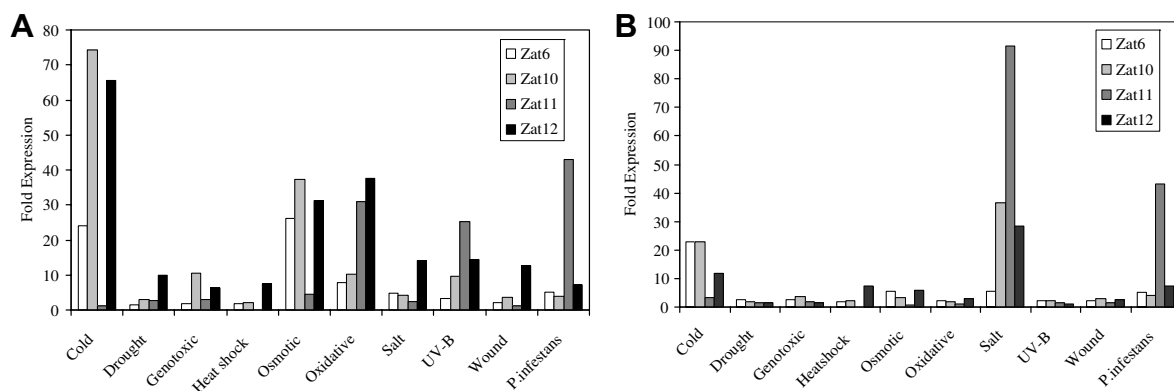 A
80
70
60
50
40
30
20
10
0
Fold Expression
Zat6
Zat10
Zat11
Zat12
Cold
Drought
Genotoxic
Heat shock
Osmotic
Oxidative
Salt
UV-B
Wound
P.infestans
B
100
90
80
70
60
50
40
30
20
10
0
Fold Expression
Zat6
Zat10
Zat11
Zat12
Cold
Drought
Genotoxic
Heatshock
Osmotic
Oxidative
Salt
UV-B
Wound
P.infestans